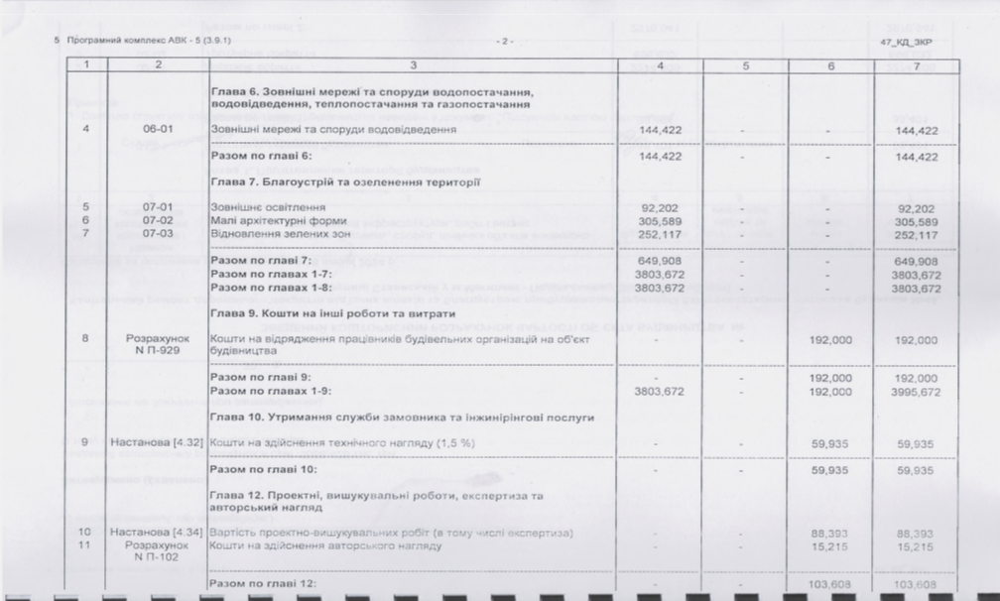 5 Програмний комплекс АВК - 5 (3.9.1) - 2 - 47_КД_ЗКР
1 2 3 4 5 6 7
Глава 6. Зовнішні мережі та споруди водопостачання,
водовідведення, теплопостачання та газопостачання
4 06-01 Зовнішні мережі та споруди водовідведення 144,422 - - 144,422
Разом по главі 6: 144,422 - - 144,422
Глава 7. Благоустрій та озеленення території
5 07-01 Зовнішнє освітлення 92,202 - - 92,202
6 07-02 Малі архітектурні форми 305,589 - - 305,589
7 07-03 Відновлення зелених зон 252,117 - - 252,117
Разом по главі 7: 649,908 - - 649,908
Разом по главах 1-7: 3803,672 - - 3803,672
Разом по главах 1-8: 3803,672 - - 3803,672
Глава 9. Кошти на інші роботи та витрати
8 Розрахунок Кошти на відрядження працівників будівельних організацій на об'єкт - - 192,000 192,000
N П-929 будівництва
Разом по главі 9: - - 192,000 192,000
Разом по главах 1-9: 3803,672 - 192,000 3995,672
Глава 10. Утримання служби замовника та інжинірингові послуги
9 Настанова [4.32] Кошти на здійснення технічного нагляду (1,5 %) - - 59,935 59,935
Разом по главі 10: - - 59,935 59,935
Глава 12. Проектні, вишукувальні роботи, експертиза та
авторський нагляд
10 Настанова [4.34] Вартість проектно-вишукувальних робіт (в тому числі експертиза) - - 88,393 88,393
11 Розрахунок Кошти на здійснення авторського нагляду - - 15,215 15,215
N П-102
Разом по главі 12: - - 103,608 103,608